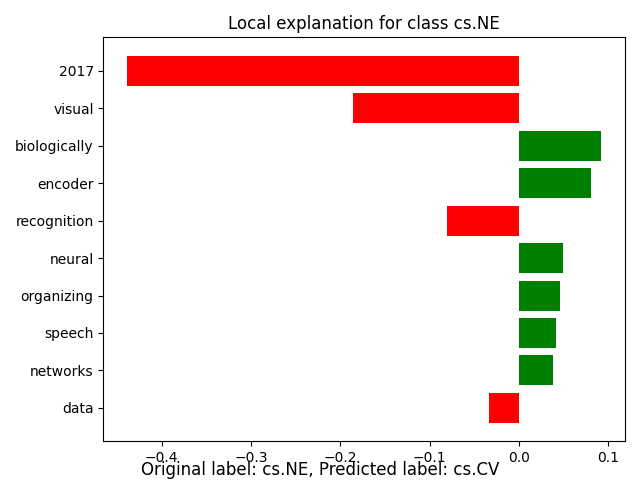 Local explanation for class cs.NE
2017
visual
biologically
encoder
recognition
neural
organizing
speech
networks
data
−0.4 −0.3 −0.2 −0.1 0.0 0.1
Original label: cs.NE, Predicted label: cs.CV